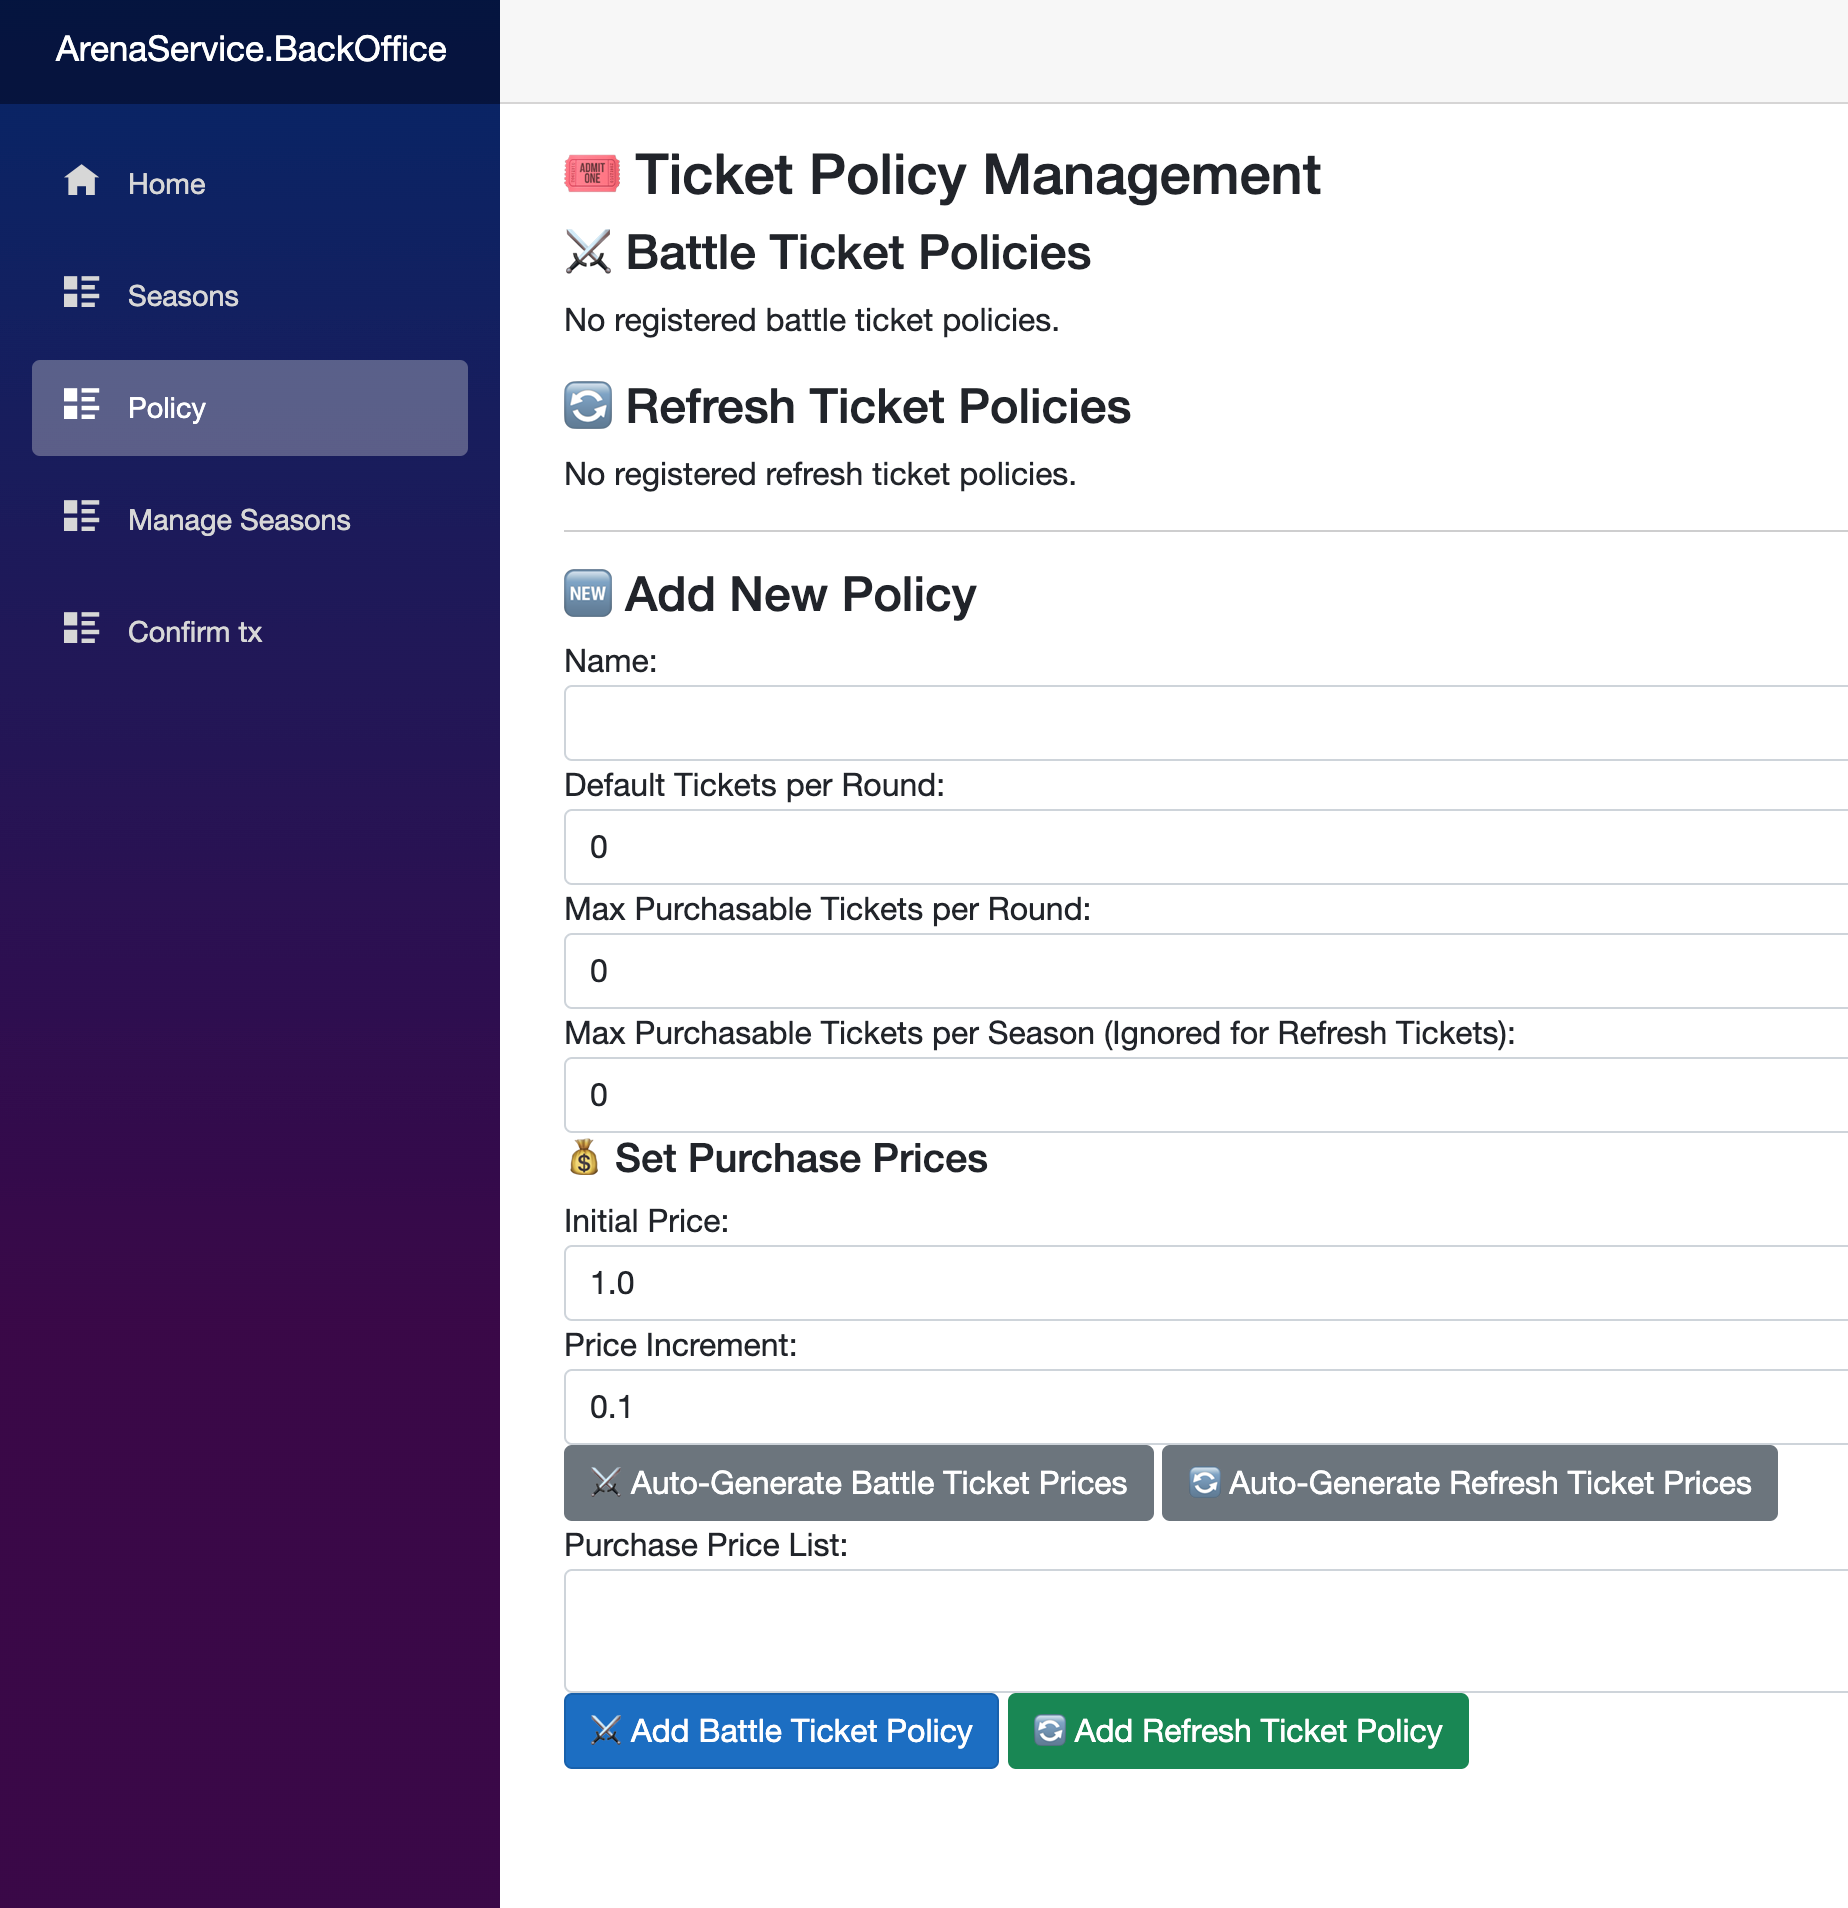 ArenaService.BackOffice
Home
Seasons
Policy
Manage Seasons
Confirm tx
ADMIT ONE Ticket Policy Management
Battle Ticket Policies
No registered battle ticket policies.
Refresh Ticket Policies
No registered refresh ticket policies.
NEW Add New Policy
Name:
Default Tickets per Round:
0
Max Purchasable Tickets per Round:
0
Max Purchasable Tickets per Season (Ignored for Refresh Tickets):
0
$ Set Purchase Prices
Initial Price:
1.0
Price Increment:
0.1
Auto-Generate Battle Ticket Prices Auto-Generate Refresh Ticket Prices
Purchase Price List:
Add Battle Ticket Policy Add Refresh Ticket Policy